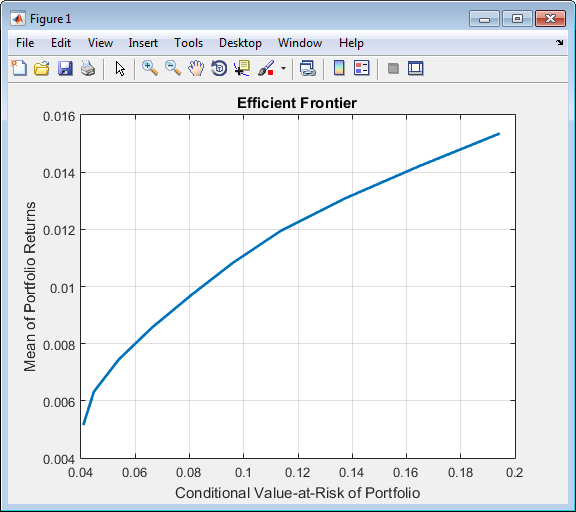 Figure 1
File Edit View Insert Tools Desktop Window Help
Efficient Frontier
0.016
0.014
0.012
0.01
0.008
0.006
0.004
Mean of Portfolio Returns
0.04 0.06 0.08 0.1 0.12 0.14 0.16 0.18 0.2
Conditional Value-at-Risk of Portfolio